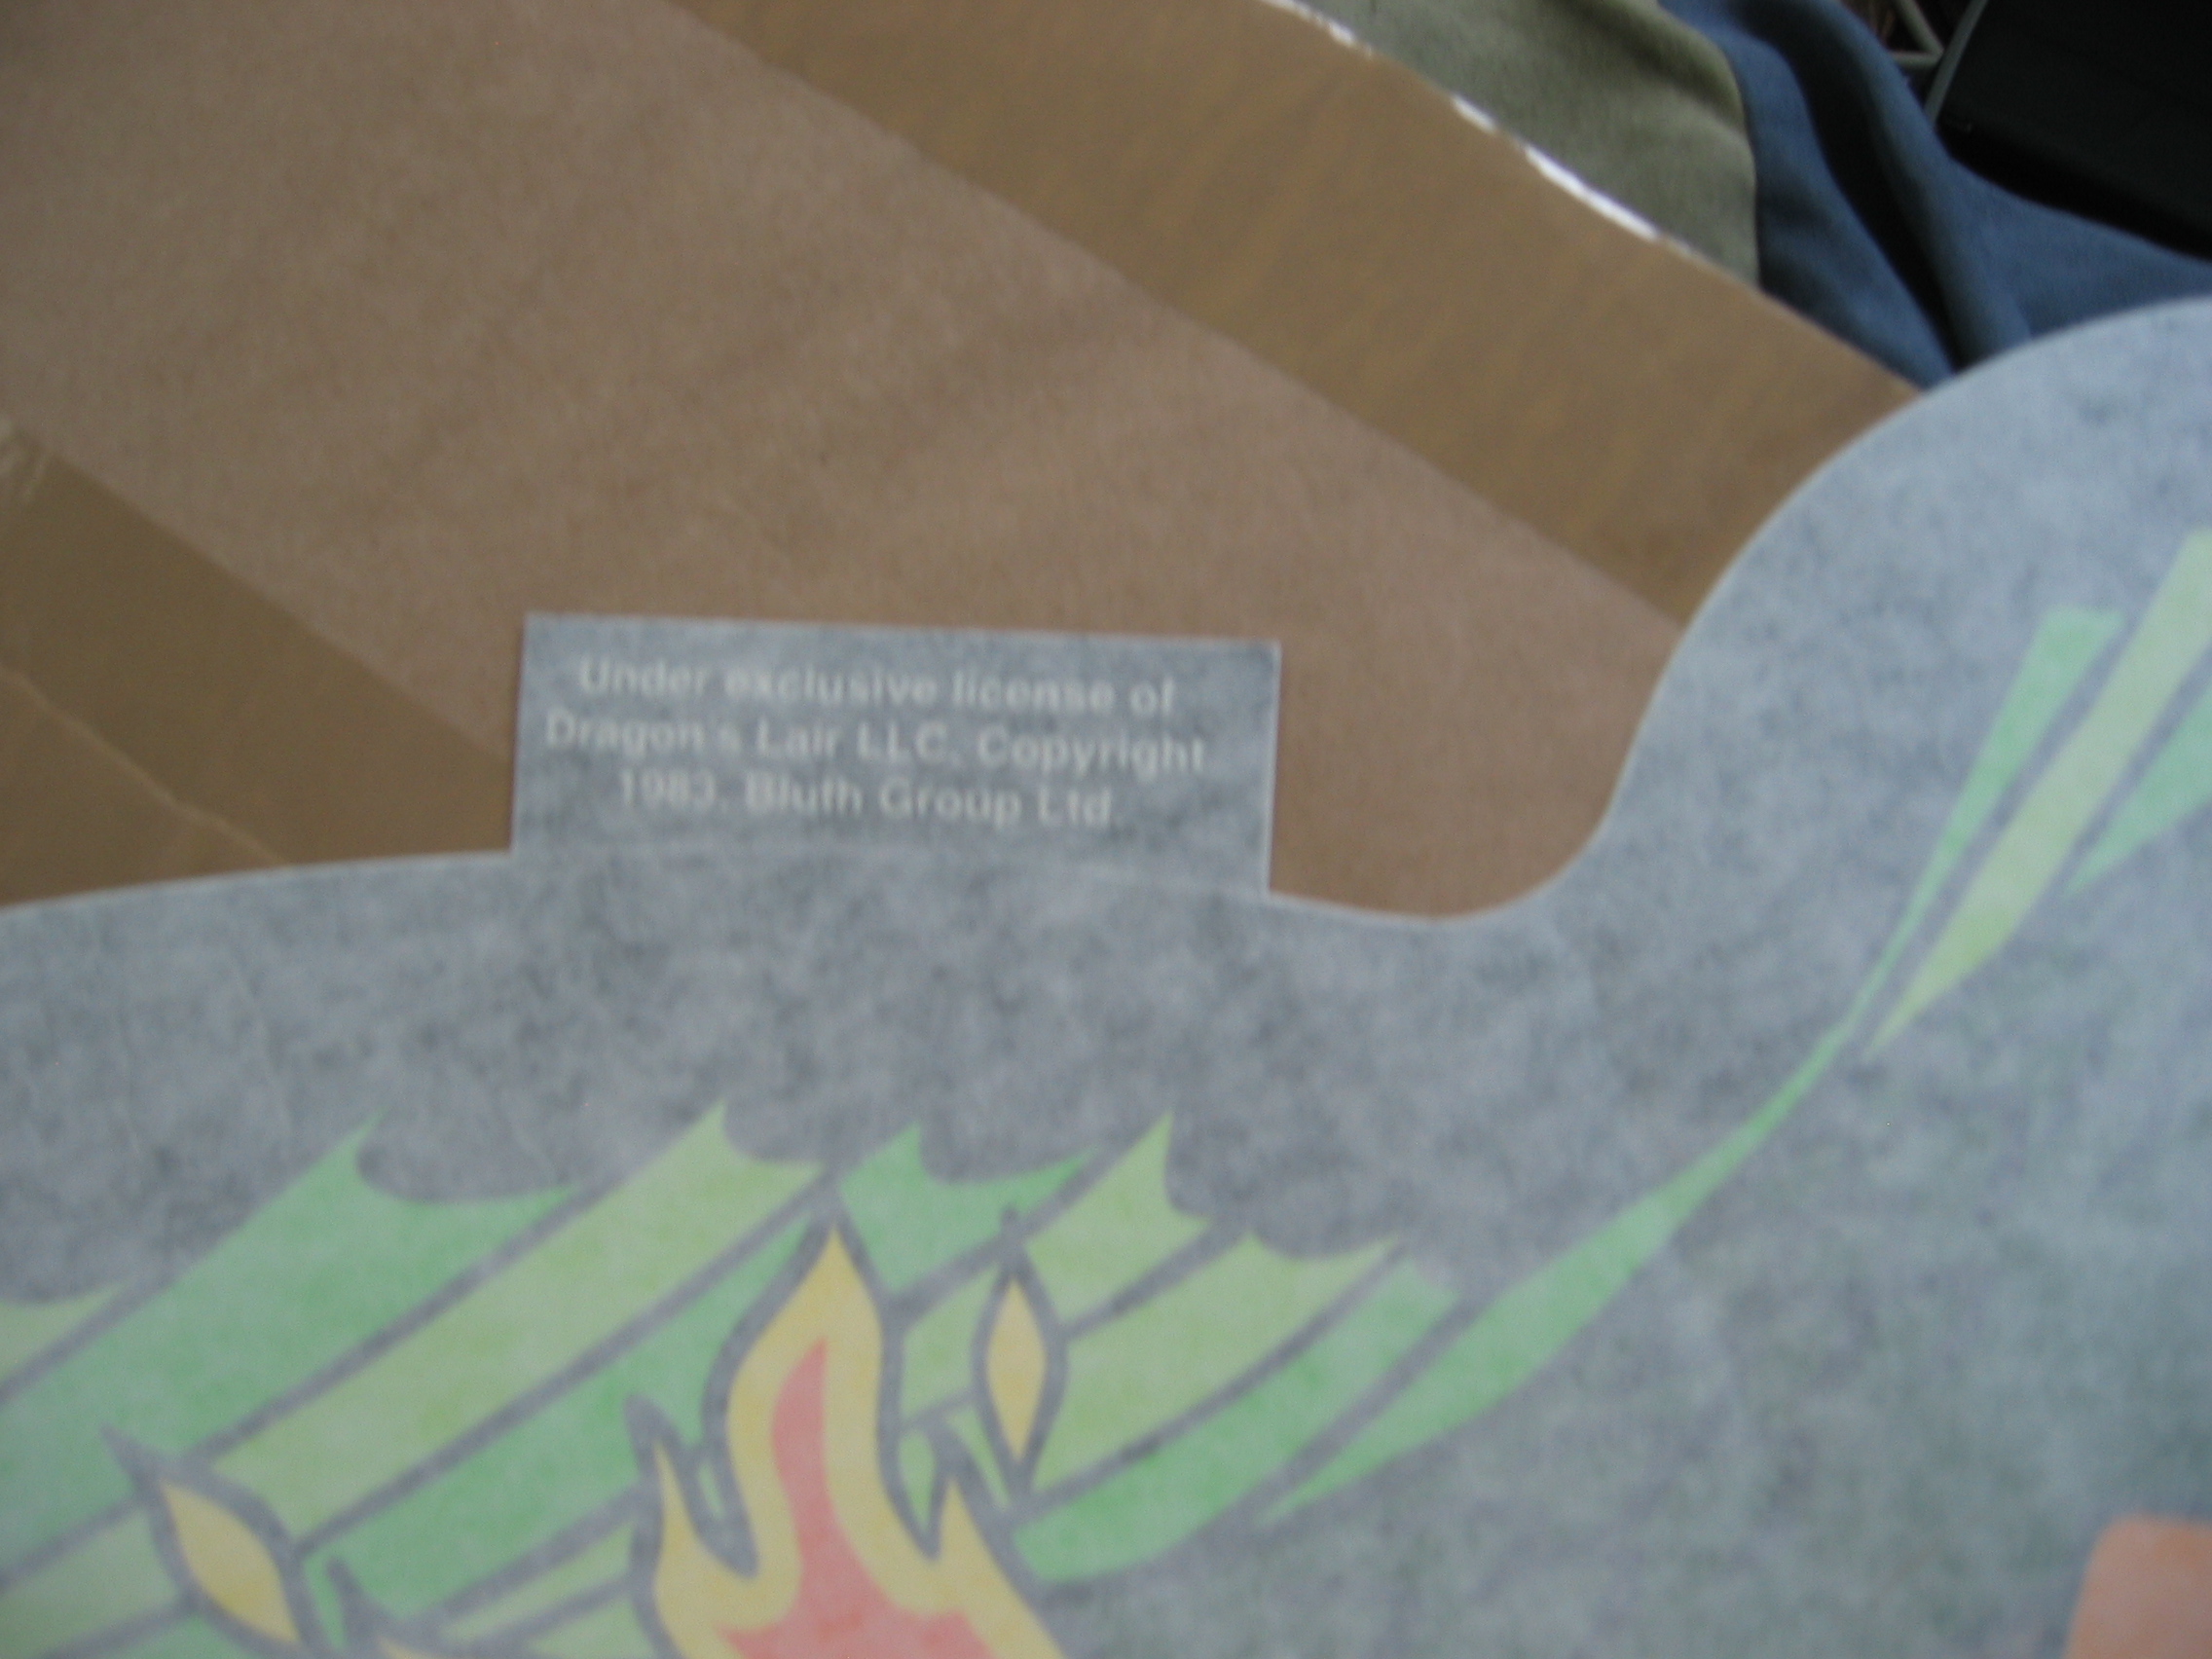 Under exclusive license of
Dragon's Lair LLC. Copyright
1983. Bluth Group Ltd.